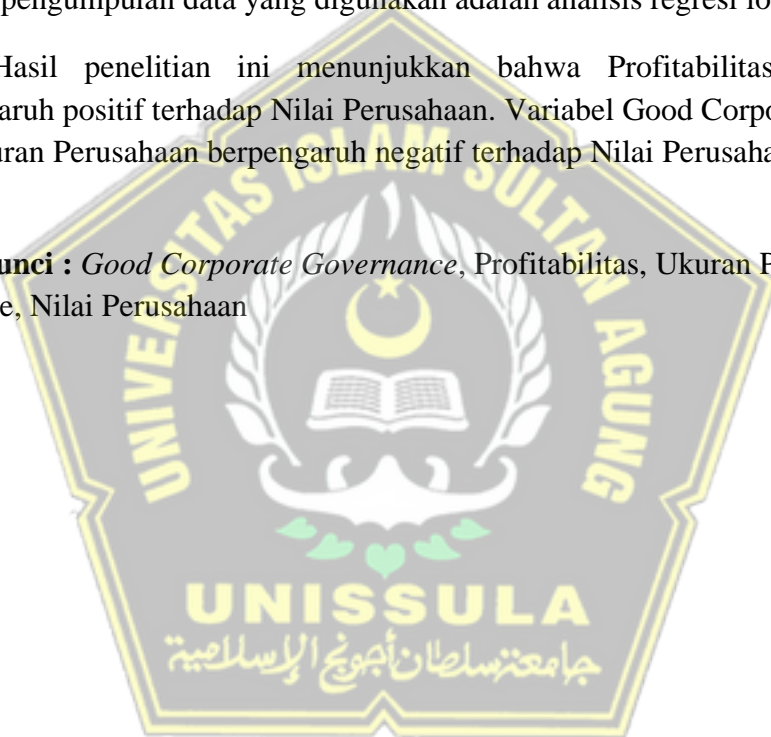 pengumpulan data yang digunakan adalah analisis regresi lo
Hasil penelitian ini menunjukkan bahwa Profitabilitas
aruh positif terhadap Nilai Perusahaan. Variabel Good Corpo
uran Perusahaan berpengaruh negatif terhadap Nilai Perusaha
unci : Good Corporate Governance, Profitabilitas, Ukuran P
e, Nilai Perusahaan
UNIVERSITAS ISLAM SULTAN AGUNG
UNISSULA
جامعة سلطان أجونج الإسلامية